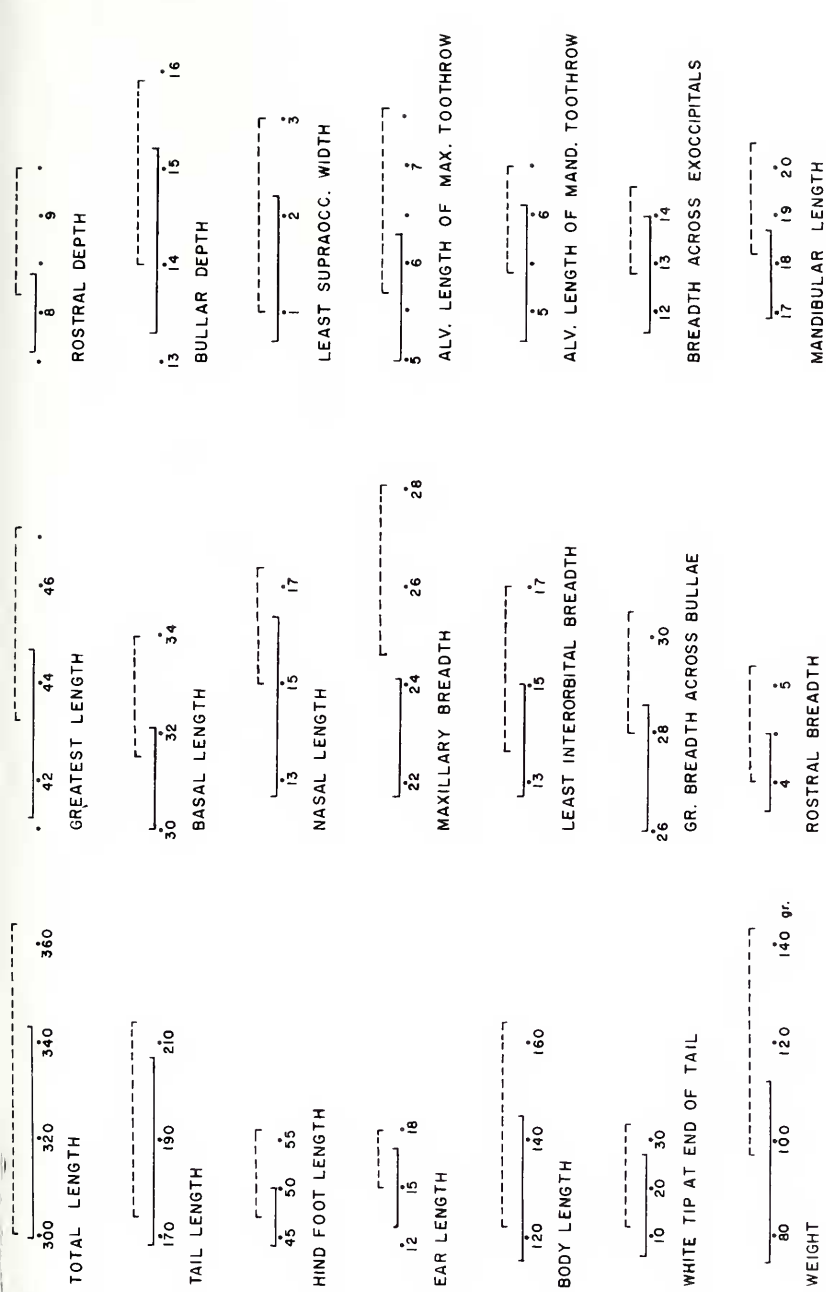 300 320 340 360
TOTAL LENGTH
170 190 210
TAIL LENGTH
45 50 55
HIND FOOT LENGTH
12 15 18
EAR LENGTH
120 140 160
BODY LENGTH
10 20 30
WHITE TIP AT END OF TAIL
80 100 120 140 gr.
WEIGHT
42 44 46
GREATEST LENGTH
30 32 34
BASAL LENGTH
13 15 17
NASAL LENGTH
22 24 26 28
MAXILLARY BREADTH
13 15 17
LEAST INTERORBITAL BREADTH
26 28 30
GR. BREADTH ACROSS BULLAE
4 5
ROSTRAL BREADTH
8 9
ROSTRAL DEPTH
13 14 15 16
BULLAR DEPTH
1 2 3
LEAST SUPRAOCC. WIDTH
5 6 7
ALV. LENGTH OF MAX. TOOTHROW
5 6
ALV. LENGTH OF MAND. TOOTHROW
12 13 14
BREADTH ACROSS EXOCCIPITALS
17 18 19 20
MANDIBULAR LENGTH